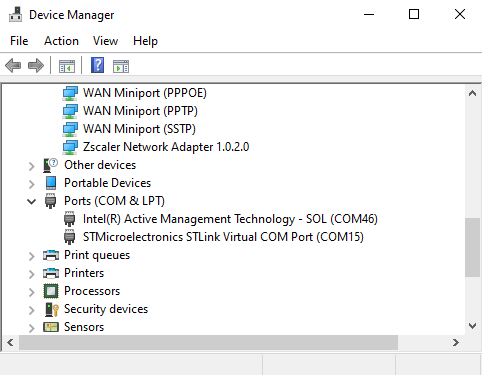 Device Manager
File Action View Help
WAN Miniport (PPPOE)
WAN Miniport (PPTP)
WAN Miniport (SSTP)
Zscaler Network Adapter 1.0.2.0
Other devices
Portable Devices
Ports (COM & LPT)
Intel(R) Active Management Technology - SOL (COM46)
STMicroelectronics STLink Virtual COM Port (COM15)
Print queues
Printers
Processors
Security devices
Sensors